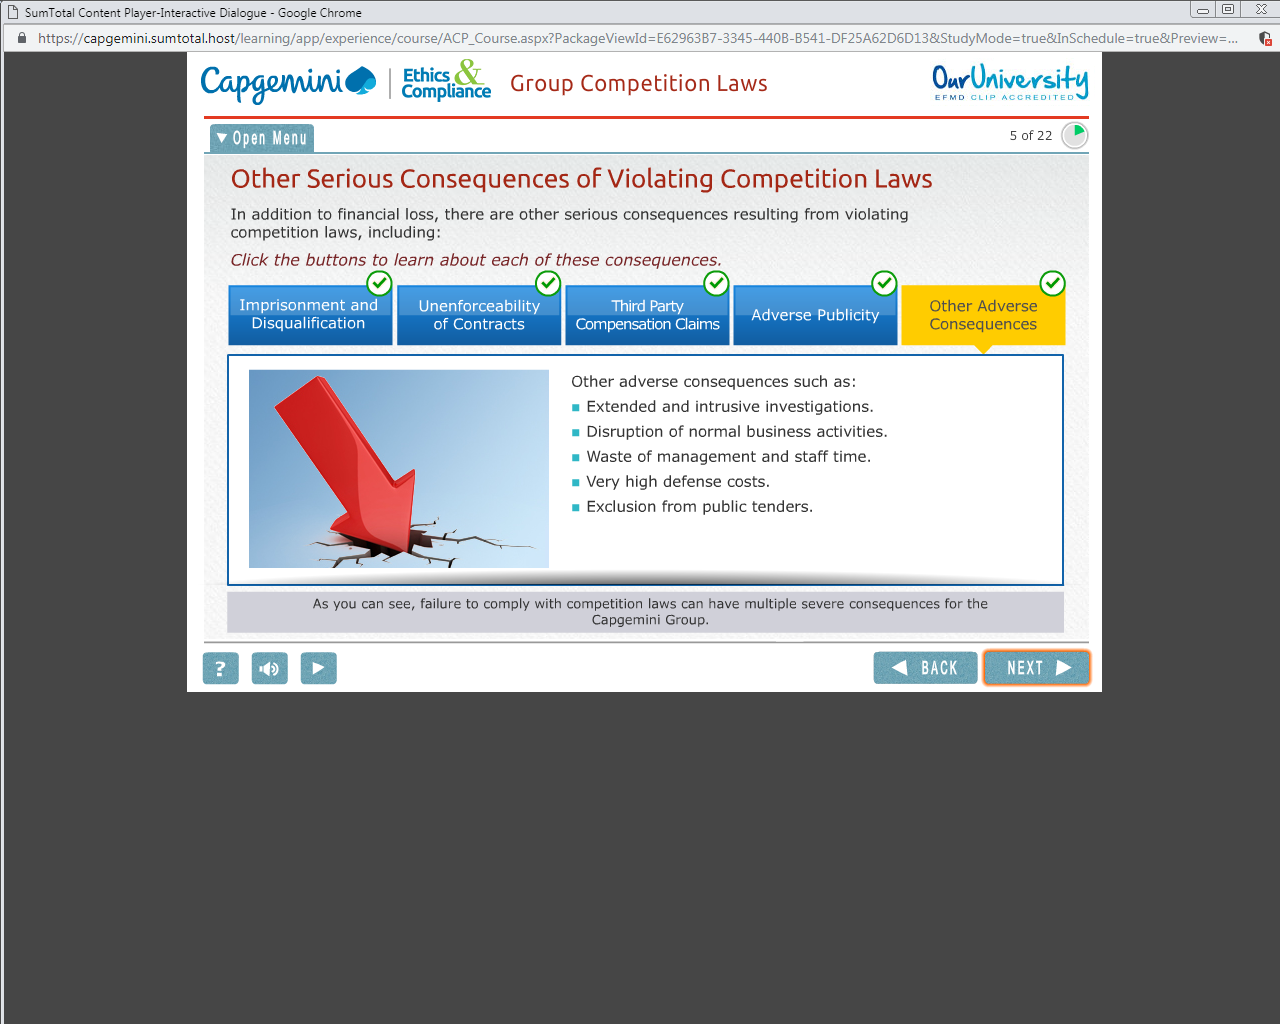 SumTotal Content Player-Interactive Dialogue - Google Chrome
https://capgemini.sumtotal.host/learning/app/experience/course/ACP_Course.aspx?PackageViewId=E62963B7-3345-440B-B541-DF25A62D6D13&StudyMode=true&InSchedule=true&Preview=...
Capgemini Ethics & Compliance Group Competition Laws OurUniversity
EFMD CLIP ACCREDITED
Open Menu 5 of 22
Other Serious Consequences of Violating Competition Laws
In addition to financial loss, there are other serious consequences resulting from violating
competition laws, including:
Click the buttons to learn about each of these consequences.
Imprisonment and
Disqualification
Unenforceability
of Contracts
Third Party
Compensation Claims
Adverse Publicity
Other Adverse
Consequences
Other adverse consequences such as:
Extended and intrusive investigations.
Disruption of normal business activities.
Waste of management and staff time.
Very high defense costs.
Exclusion from public tenders.
As you can see, failure to comply with competition laws can have multiple severe consequences for the
Capgemini Group.
? BACK NEXT